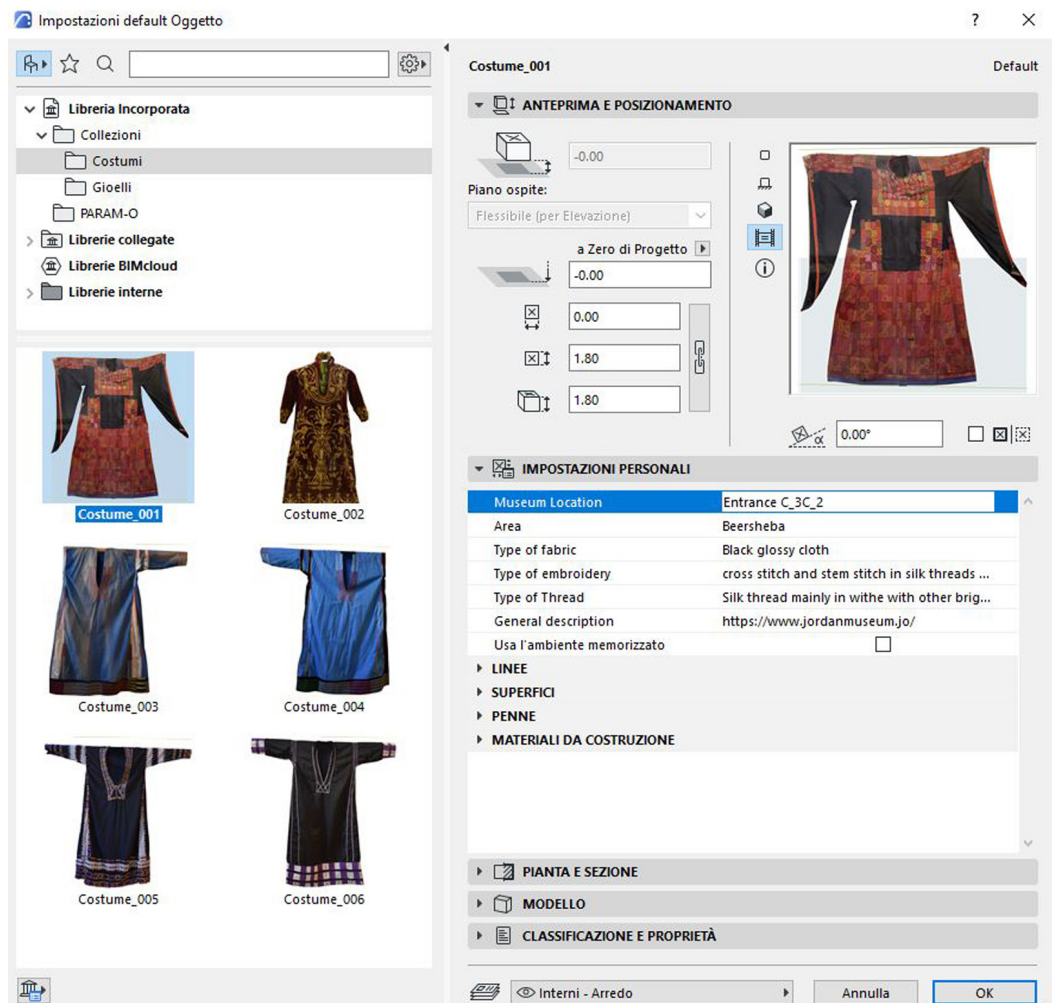 Impostazioni default Oggetto
?
Libreria Incorporata
Collezioni
Costumi
Gioelli
PARAM-O
Librerie collegate
Librerie BIMcloud
Librerie interne
Costume_001
Costume_002
Costume_003
Costume_004
Costume_005
Costume_006
Costume_001 Default
ANTEPRIMA E POSIZIONAMENTO
-0.00
Piano ospite:
Flessibile (per Elevazione)
a Zero di Progetto
-0.00
0.00
1.80
1.80
α 0.00°
IMPOSTAZIONI PERSONALI
Museum Location Entrance C_3C_2
Area Beersheba
Type of fabric Black glossy cloth
Type of embroidery cross stitch and stem stitch in silk threads ...
Type of Thread Silk thread mainly in withe with other brig...
General description https://www.jordanmuseum.jo/
Usa l'ambiente memorizzato
LINEE
SUPERFICI
PENNE
MATERIALI DA COSTRUZIONE
PIANTA E SEZIONE
MODELLO
CLASSIFICAZIONE E PROPRIETÀ
Interni - Arredo Annulla OK